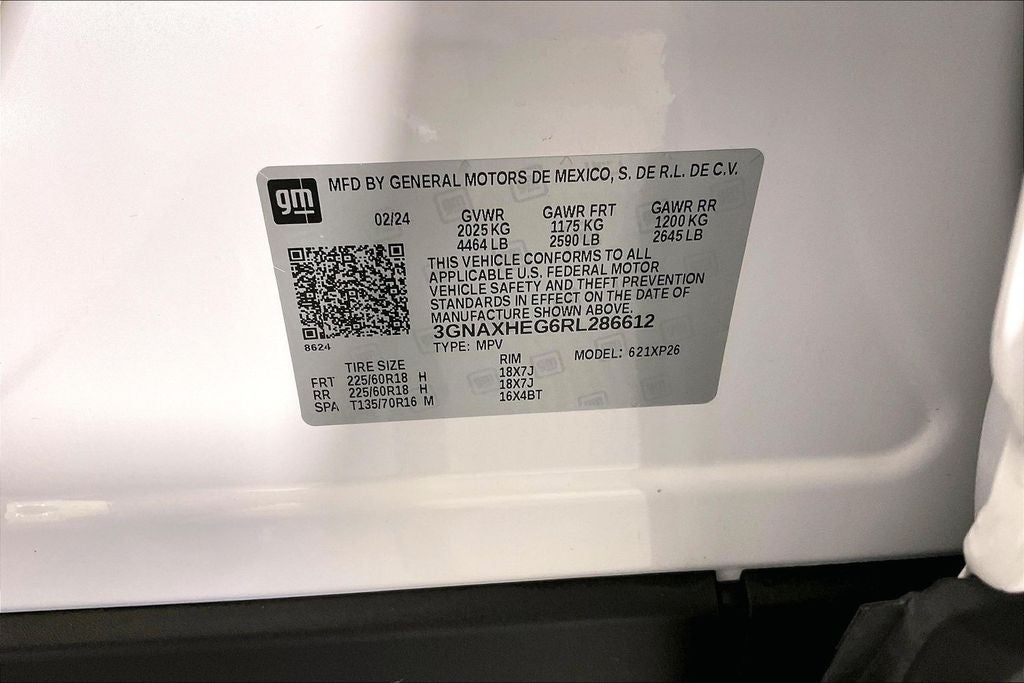 gm MFD BY GENERAL MOTORS DE MEXICO, S. DE R.L. DE C.V.
02/24 GVWR GAWR FRT GAWR RR
2025 KG 1175 KG 1200 KG
4464 LB 2590 LB 2645 LB
THIS VEHICLE CONFORMS TO ALL
APPLICABLE U.S. FEDERAL MOTOR
VEHICLE SAFETY AND THEFT PREVENTION
STANDARDS IN EFFECT ON THE DATE OF
MANUFACTURE SHOWN ABOVE.
3GNAXHEG6RL286612
8624
TYPE: MPV MODEL: 621XP26
TIRE SIZE RIM
FRT 225/60R18 H 18X7J
RR 225/60R18 H 18X7J
SPA T135/70R16 M 16X4BT